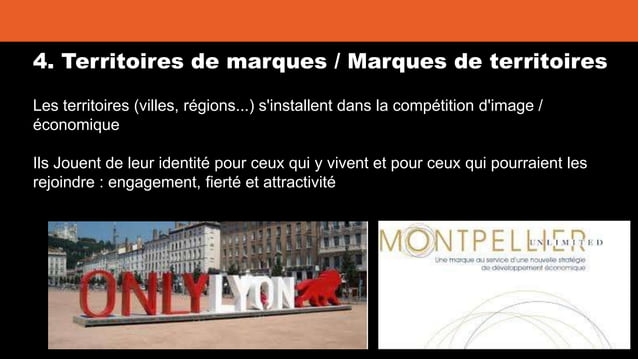 4. Territoires de marques / Marques de territoires
Les territoires (villes, régions...) s'installent dans la compétition d'image /
économique
Ils Jouent de leur identité pour ceux qui y vivent et pour ceux qui pourraient les
rejoindre : engagement, fierté et attractivité
ONLYLYON
MONTPELLIER
UNLIMITED
Une marque au service d'une nouvelle stratégie
de développement économique